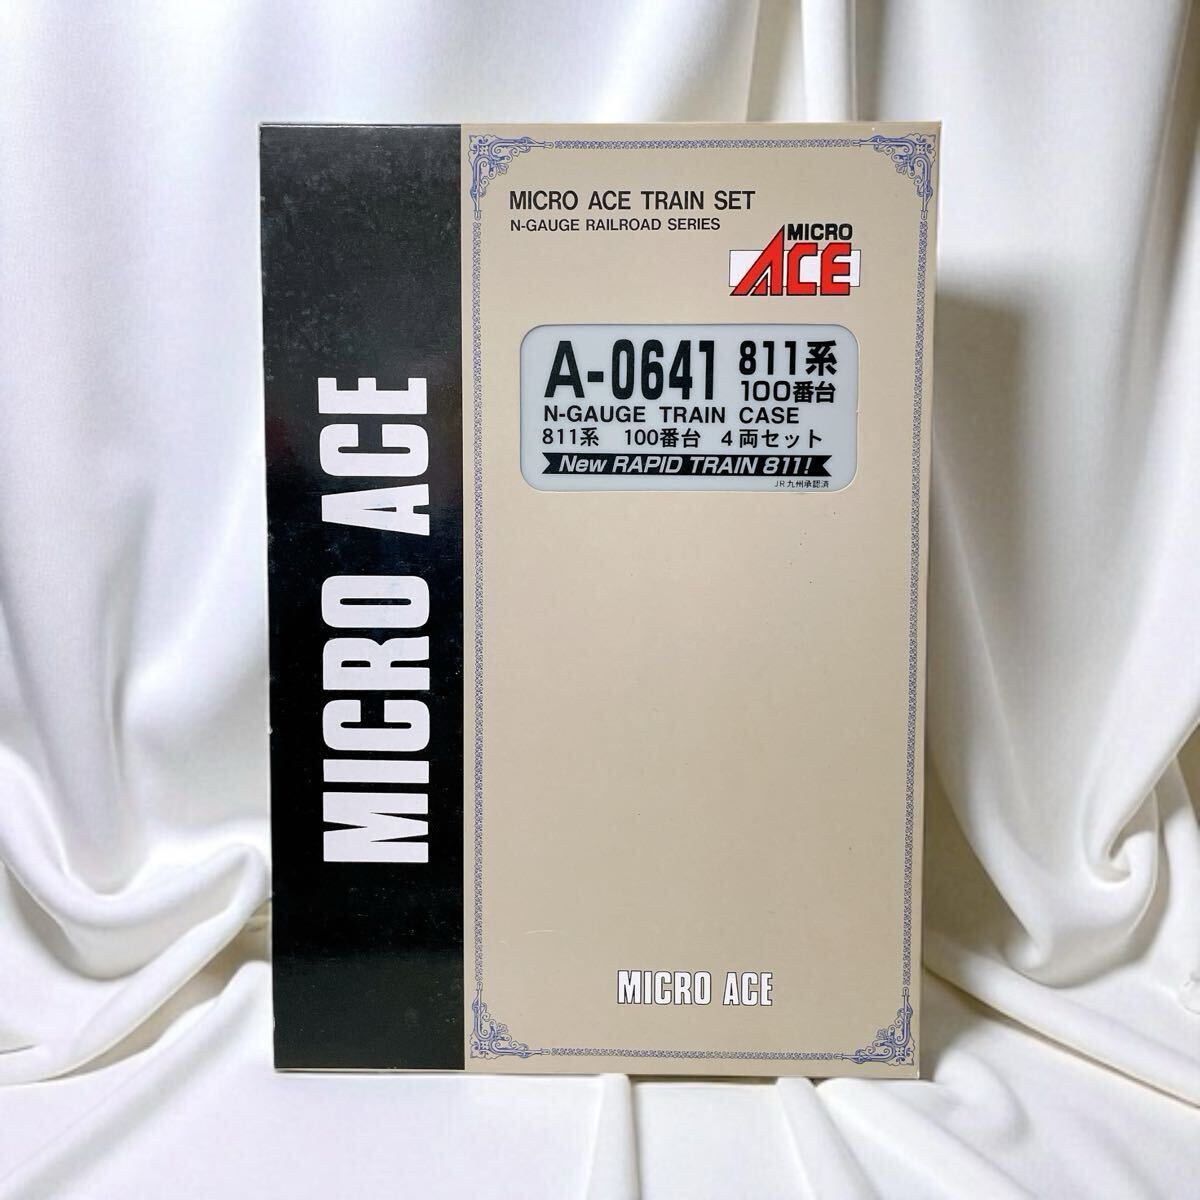 MICRO ACE
MICRO ACE TRAIN SET
N-GAUGE RAILROAD SERIES
MICRO
ACE
A-0641 811系
100番台
N-GAUGE TRAIN CASE
811系 100番台 4両セット
New RAPID TRAIN 811!
JR九州承認済
MICRO ACE